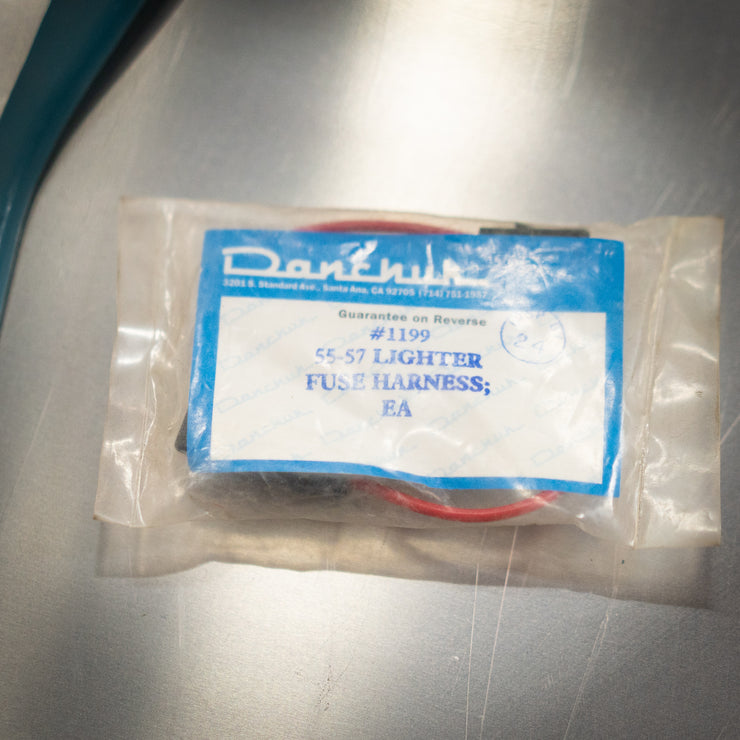 Danchuk
3201 S. Standard Ave., Santa Ana, CA 92705 (714) 751-1957
Guarantee on Reverse
#1199
55-57 LIGHTER
FUSE HARNESS;
EA